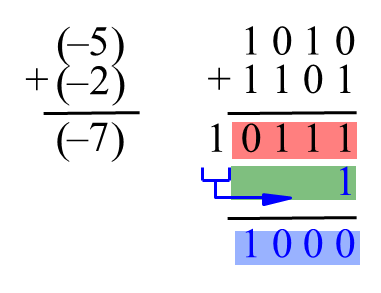 (–5) 1 0 1 0
+ (–2) + 1 1 0 1
(–7) 1 0 1 1 1
1
1 0 0 0